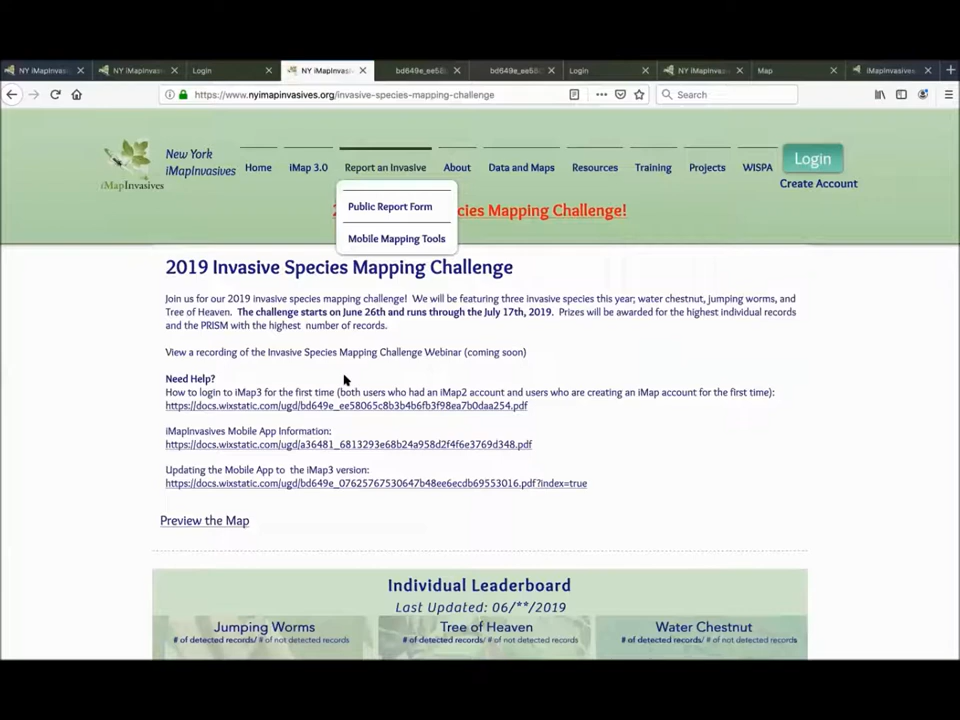 NY iMapInvasiv
NY iMapInvas
Login
NY iMapInvasiv
bd649e_ee58
bd649e_ee58
Login
NY iMapInvasiv
Map
iMapInvasives
https://www.nyimapinvasives.org/invasive-species-mapping-challenge
Search
iMapInvasives
New York
iMapInvasives
Home
iMap 3.0
Report an Invasive
About
Data and Maps
Resources
Training
Projects
WISPA
Login
Create Account
Public Report Form
Mobile Mapping Tools
2 cies Mapping Challenge!
2019 Invasive Species Mapping Challenge
Join us for our 2019 invasive species mapping challenge! We will be featuring three invasive species this year; water chestnut, jumping worms, and
Tree of Heaven. The challenge starts on June 26th and runs through the July 17th, 2019. Prizes will be awarded for the highest individual records
and the PRISM with the highest number of records.
View a recording of the Invasive Species Mapping Challenge Webinar (coming soon)
Need Help?
How to login to iMap3 for the first time (both users who had an iMap2 account and users who are creating an iMap account for the first time):
https://docs.wixstatic.com/ugd/bd649e_ee58065c8b3b4b6fb3f98ea7b0daa254.pdf
iMapInvasives Mobile App Information:
https://docs.wixstatic.com/ugd/a36481_6813293e68b24a958d2f4f6e3769d348.pdf
Updating the Mobile App to the iMap3 version:
https://docs.wixstatic.com/ugd/bd649e_07625767530647b48ee6ecdb69553016.pdf?index=true
Preview the Map
Individual Leaderboard
Last Updated: 06/**/2019
Jumping Worms
# of detected records/ # of not detected records
Tree of Heaven
# of detected records/ # of not detected records
Water Chestnut
# of detected records/ # of not detected records